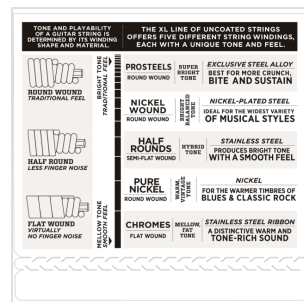 TONE AND PLAYABILITY
OF A GUITAR STRING IS
DETERMINED BY ITS WINDING
SHAPE AND MATERIAL.
THE XL LINE OF UNCOATED STRINGS
OFFERS FIVE DIFFERENT STRING WINDINGS,
EACH WITH A UNIQUE TONE AND FEEL.
ROUND WOUND
TRADITIONAL FEEL
HALF ROUND
LESS FINGER NOISE
FLAT WOUND
VIRTUALLY
NO FINGER NOISE
BRIGHT TONE
TRADITIONAL FEEL
MELLOW TONE
SMOOTH FEEL
PROSTEELS
ROUND WOUND
SUPER
BRIGHT
TONE
EXCLUSIVE STEEL ALLOY
BEST FOR MORE CRUNCH,
BITE AND SUSTAIN
NICKEL
WOUND
ROUND WOUND
BRIGHT
BALANCED
TONE
NICKEL-PLATED STEEL
IDEAL FOR THE WIDEST VARIETY
OF MUSICAL STYLES
HALF
ROUNDS
SEMI-FLAT WOUND
HYBRID
TONE
STAINLESS STEEL
PRODUCES BRIGHT TONE
WITH A SMOOTH FEEL
PURE
NICKEL
ROUND WOUND
WARM,
VINTAGE
TONE
NICKEL
FOR THE WARMER TIMBRES OF
BLUES & CLASSIC ROCK
CHROMES
FLAT WOUND
MELLOW,
FAT
TONE
STAINLESS STEEL RIBBON
A DISTINCTIVE WARM AND
TONE-RICH SOUND